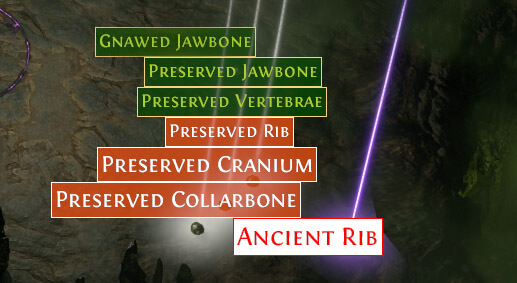 Gnawed Jawbone
Preserved Jawbone
Preserved Vertebrae
Preserved Rib
Preserved Cranium
Preserved Collarbone
Ancient Rib